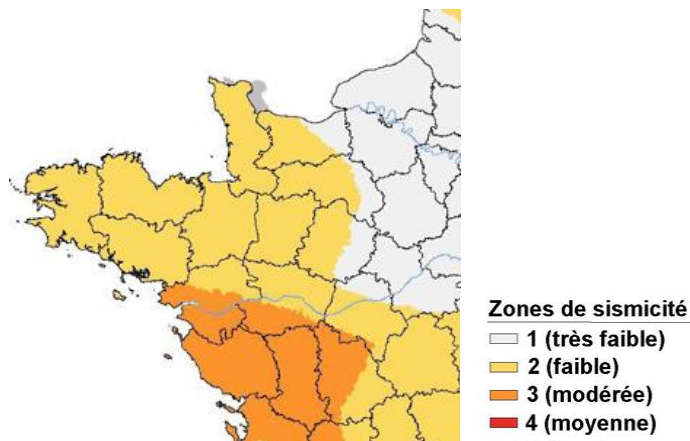 Zones de sismicité
1 (très faible)
2 (faible)
3 (modérée)
4 (moyenne)